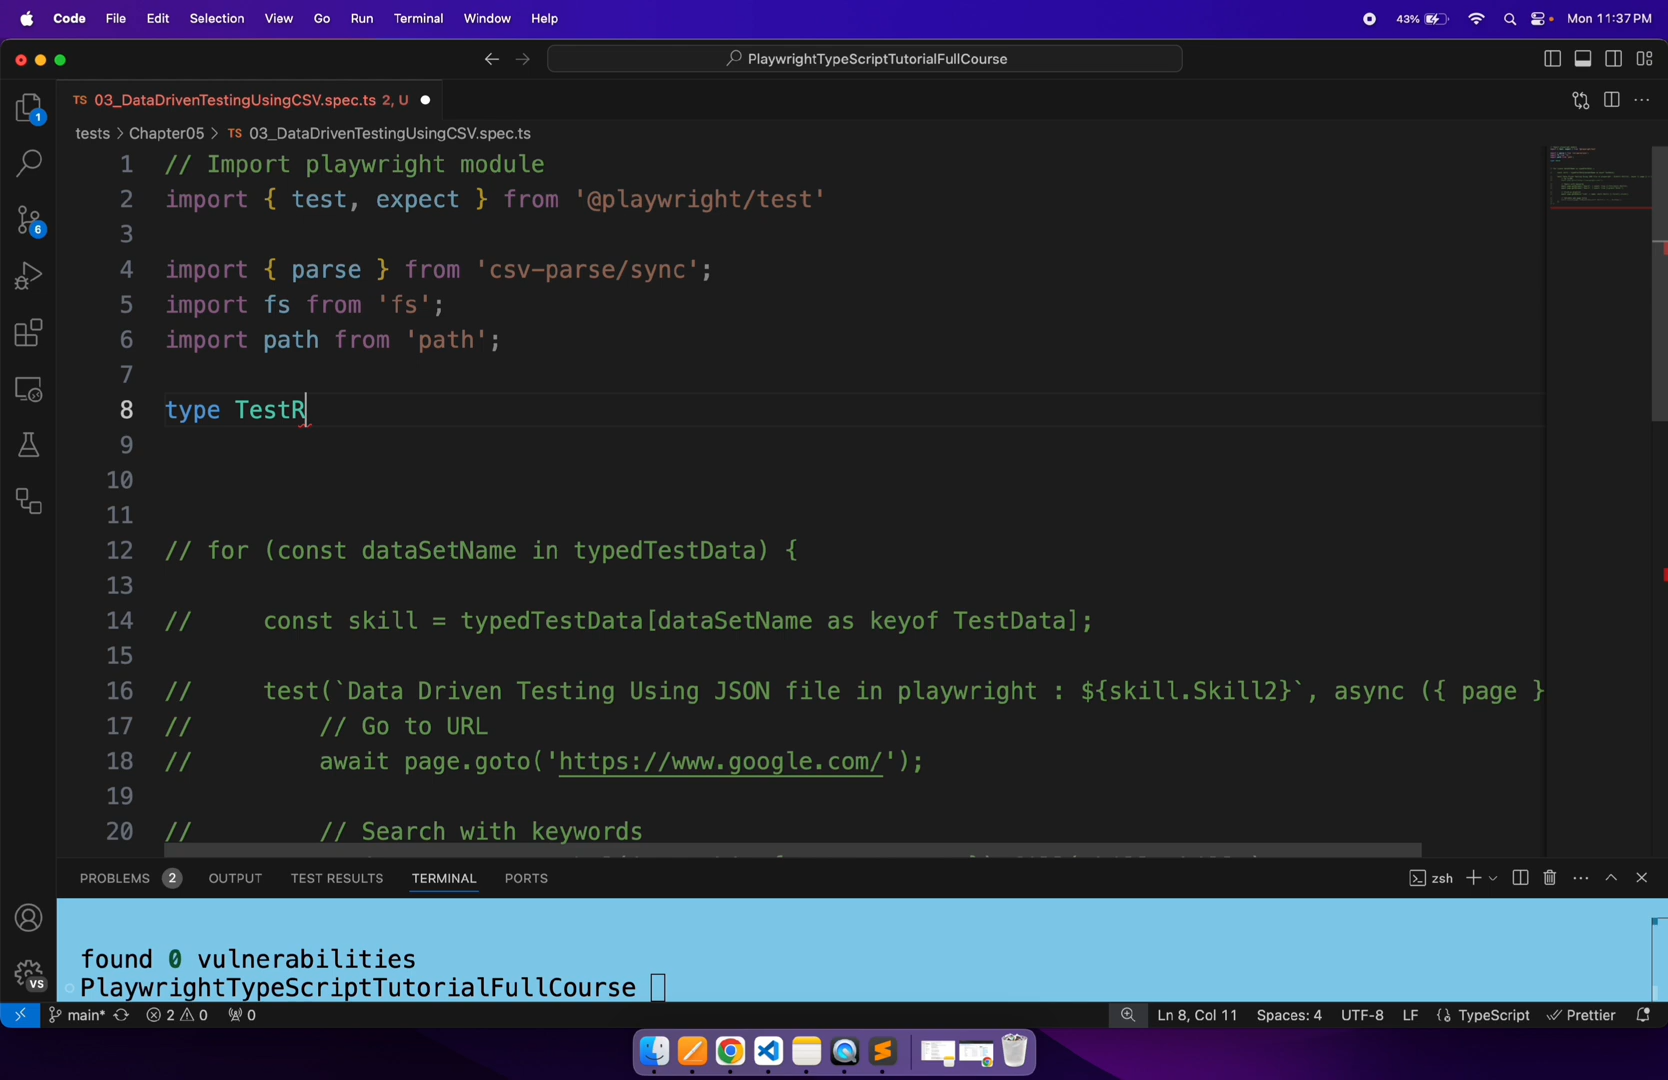 Code File Edit Selection View Go Run Terminal Window Help 43% Mon 11:37 PM
PlaywrightTypeScriptTutorialFullCourse
TS 03_DataDrivenTestingUsingCSV.spec.ts 2, U
tests > Chapter05 > TS 03_DataDrivenTestingUsingCSV.spec.ts
1 // Import playwright module
2 import { test, expect } from '@playwright/test'
3
4 import { parse } from 'csv-parse/sync';
5 import fs from 'fs';
6 import path from 'path';
7
8 type TestR
9
10
11
12 // for (const dataSetName in typedTestData) {
13
14 // const skill = typedTestData[dataSetName as keyof TestData];
15
16 // test(`Data Driven Testing Using JSON file in playwright : ${skill.Skill2}`, async ({ page }
17 // // Go to URL
18 // await page.goto('https://www.google.com/');
19
20 // // Search with keywords
1
6
PROBLEMS 2 OUTPUT TEST RESULTS TERMINAL PORTS zsh
found 0 vulnerabilities
PlaywrightTypeScriptTutorialFullCourse
VS
main* 2 0 0 Ln 8, Col 11 Spaces: 4 UTF-8 LF {} TypeScript Prettier